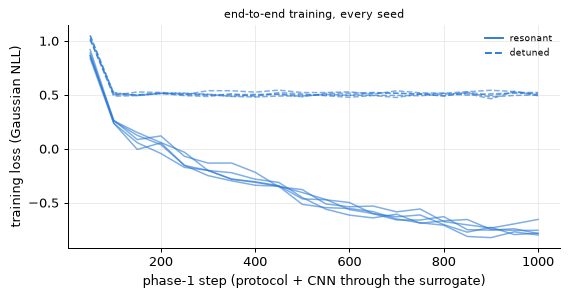 end-to-end training, every seed
resonant
detuned
training loss (Gaussian NLL)
1.0
0.5
0.0
−0.5
200
400
600
800
1000
phase-1 step (protocol + CNN through the surrogate)